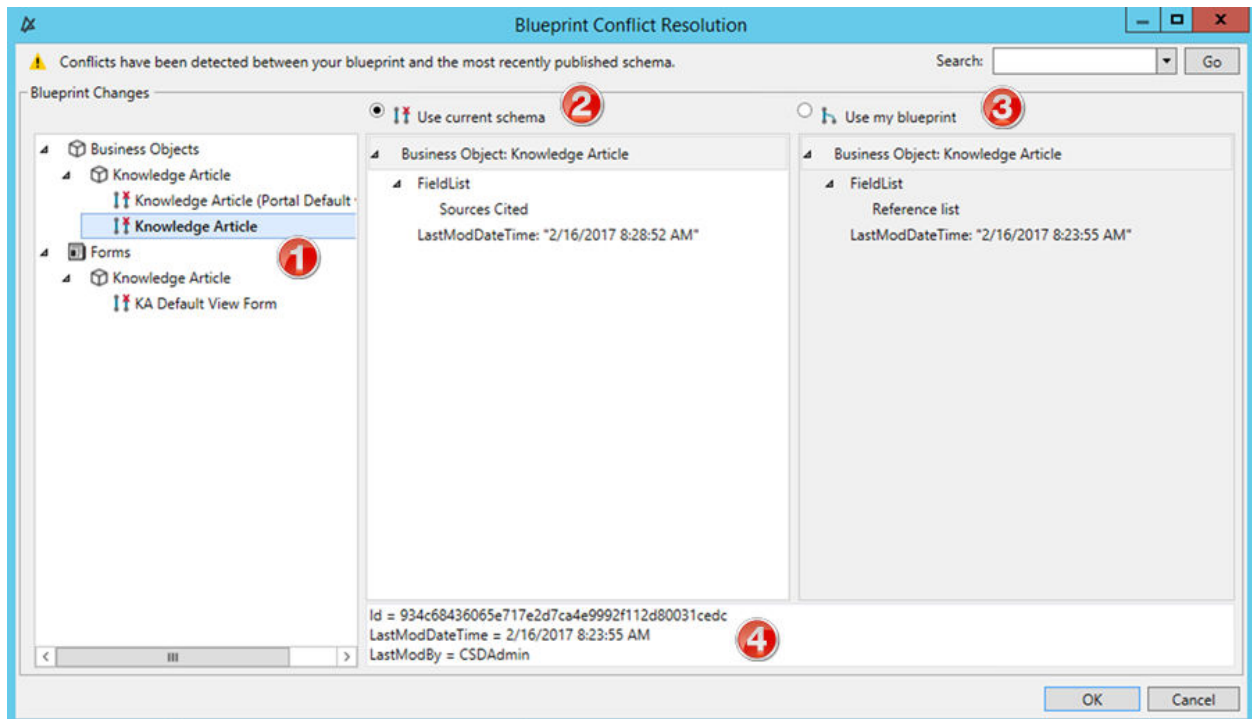 Blueprint Conflict Resolution
Conflicts have been detected between your blueprint and the most recently published schema.
Search:
Go
Blueprint Changes
Use current schema
2
Use my blueprint
3
Business Objects
Knowledge Article
Knowledge Article (Portal Default
Knowledge Article
1
Forms
Knowledge Article
KA Default View Form
Business Object: Knowledge Article
FieldList
Sources Cited
LastModDateTime: "2/16/2017 8:28:52 AM"
Business Object: Knowledge Article
FieldList
Reference list
LastModDateTime: "2/16/2017 8:23:55 AM"
Id = 934c68436065e717e2d7ca4e9992f112d80031cedc
LastModDateTime = 2/16/2017 8:23:55 AM
LastModBy = CSDAdmin
4
OK
Cancel